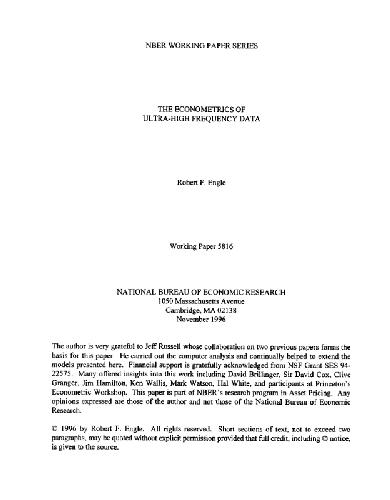 NBER WORKING PAPER SERIES
THE ECONOMETRICS OF
ULTRA-HIGH FREQUENCY DATA
Robert F. Engle
Working Paper 5816
NATIONAL BUREAU OF ECONOMIC RESEARCH
1050 Massachusetts Avenue
Cambridge, MA 02138
November 1996
The author is very grateful to Jeff Russell whose collaboration on two previous papers forms the
basis for this paper. He carried out the computer analysis and continually helped to extend the
models presented here. Financial support is gratefully acknowledged from NSF Grant SES 94-
22575. Many offered insights into this work including David Brillinger, Sir David Cox, Clive
Granger, Jim Hamilton, Ken Wallis, Mark Watson, Hal White, and participants at Princeton's
Econometric Workshop. This paper is part of NBER's research program in Asset Pricing. Any
opinions expressed are those of the author and not those of the National Bureau of Economic
Research.
© 1996 by Robert F. Engle. All rights reserved. Short sections of text, not to exceed two
paragraphs, may be quoted without explicit permission provided that full credit, including © notice,
is given to the source.